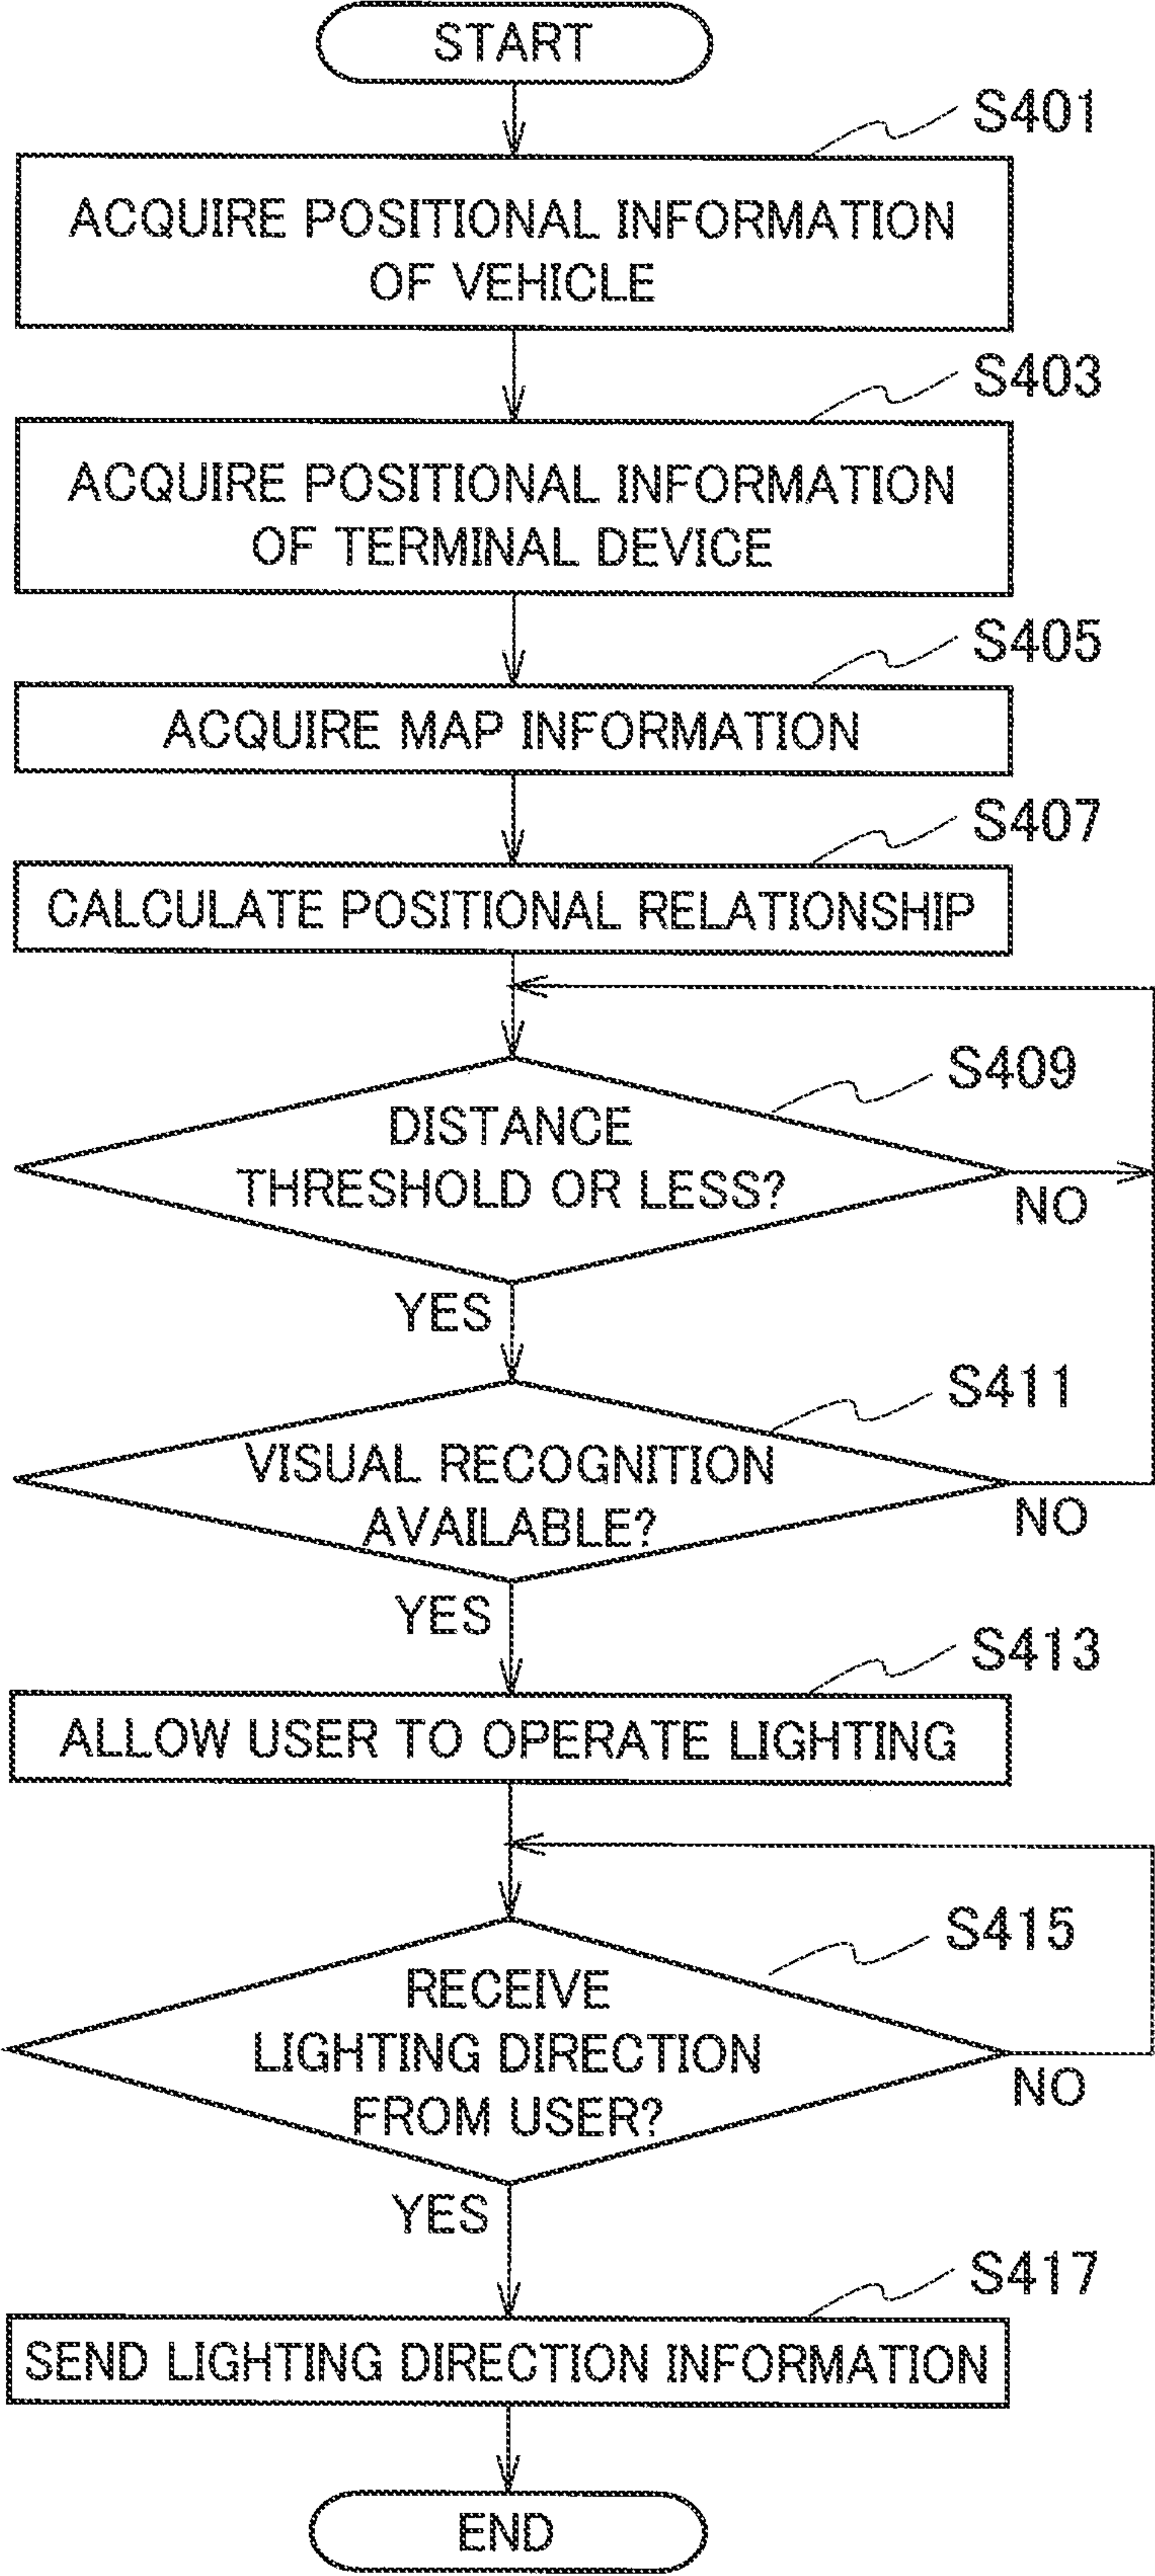 START
S401
ACQUIRE POSITIONAL INFORMATION
OF VEHICLE
S403
ACQUIRE POSITIONAL INFORMATION
OF TERMINAL DEVICE
S405
ACQUIRE MAP INFORMATION
S407
CALCULATE POSITIONAL RELATIONSHIP
S409
DISTANCE
THRESHOLD OR LESS?
NO
YES
S411
VISUAL RECOGNITION
AVAILABLE?
NO
YES
S413
ALLOW USER TO OPERATE LIGHTING
S415
RECEIVE
LIGHTING DIRECTION
FROM USER?
NO
YES
S417
SEND LIGHTING DIRECTION INFORMATION
END